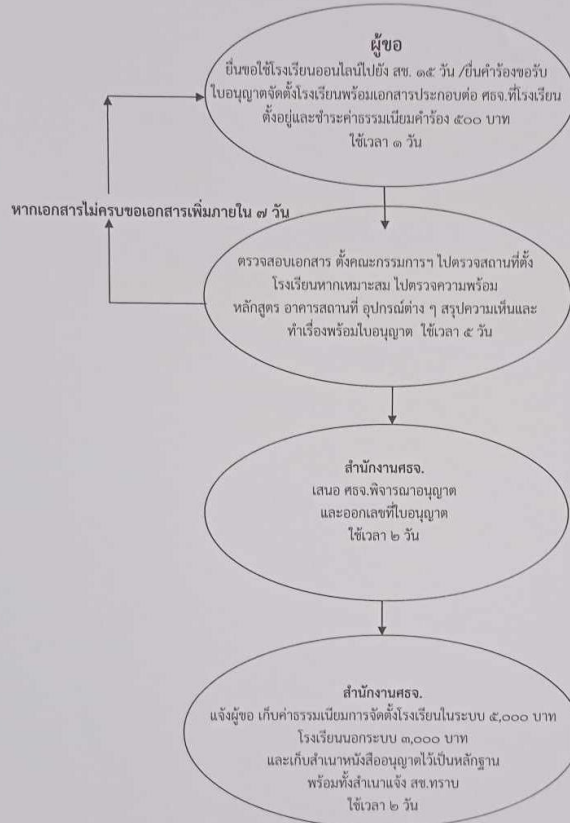 ผู้ขอ
ยื่นขอใช้โรงเรียนออนไลน์ไปยัง สช. ๑๕ วัน /ยื่นคำร้องขอรับ
ใบอนุญาตจัดตั้งโรงเรียนพร้อมเอกสารประกอบต่อ ศธจ.ที่โรงเรียน
ตั้งอยู่และชำระค่าธรรมเนียมคำร้อง ๕๐๐ บาท
ใช้เวลา ๑ วัน
หากเอกสารไม่ครบขอเอกสารเพิ่มภายใน ๗ วัน
ตรวจสอบเอกสาร ตั้งคณะกรรมการฯ ไปตรวจสถานที่ตั้ง
โรงเรียนหากเหมาะสม ไปตรวจความพร้อม
หลักสูตร อาคารสถานที่ อุปกรณ์ต่าง ๆ สรุปความเห็นและ
ทำเรื่องพร้อมใบอนุญาต ใช้เวลา ๕ วัน
สำนักงานศธจ.
เสนอ ศธจ.พิจารณาอนุญาต
และออกเลขที่ใบอนุญาต
ใช้เวลา ๒ วัน
สำนักงานศธจ.
แจ้งผู้ขอ เก็บค่าธรรมเนียมการจัดตั้งโรงเรียนในระบบ ๕,๐๐๐ บาท
โรงเรียนนอกระบบ ๓,๐๐๐ บาท
และเก็บสำเนาหนังสืออนุญาตไว้เป็นหลักฐาน
พร้อมทั้งสำเนาแจ้ง สช.ทราบ
ใช้เวลา ๒ วัน